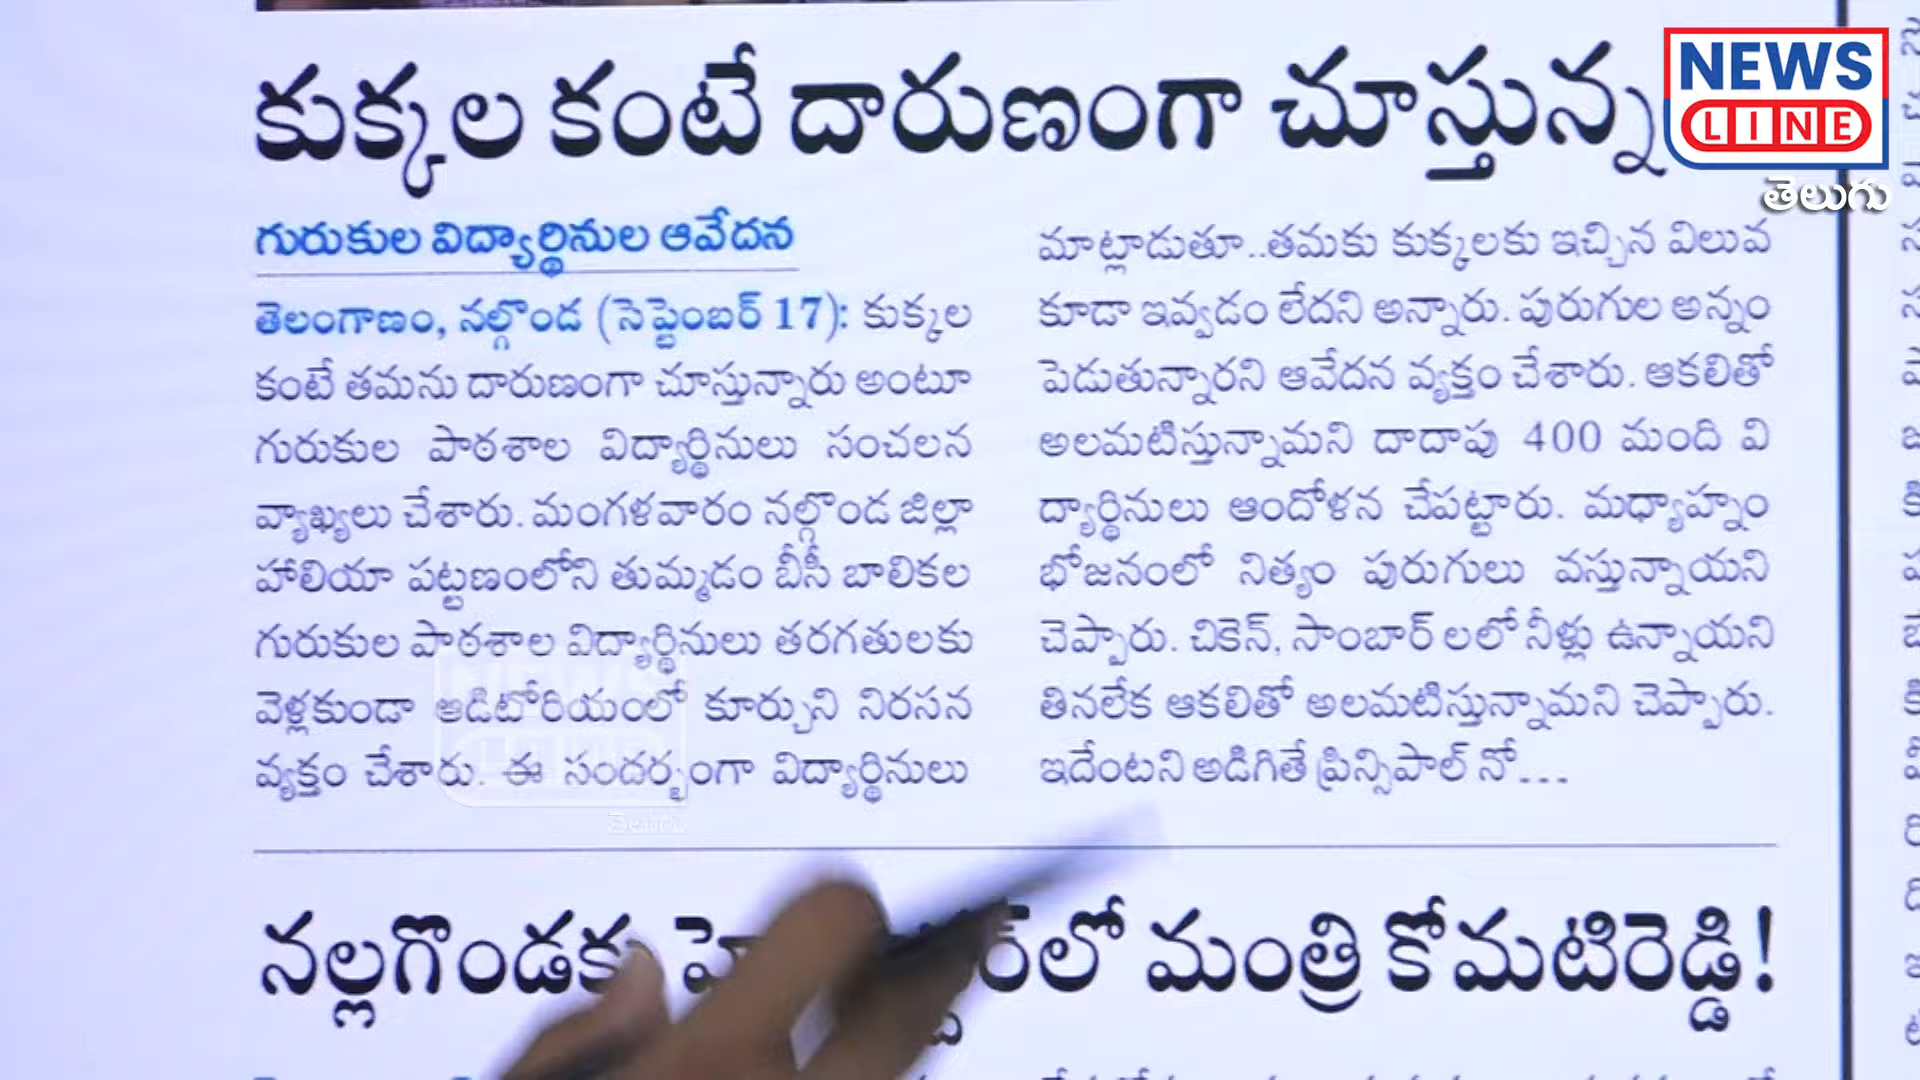 కుక్కల కంటే దారుణంగా చూస్తున్న
NEWS
LINE
తెలుగు
గురుకుల విద్యార్థినుల ఆవేదన
తెలంగాణం, నల్గొండ (సెప్టెంబర్ 17): కుక్కల
కంటే తమను దారుణంగా చూస్తున్నారు అంటూ
గురుకుల పాఠశాల విద్యార్థినులు సంచలన
వ్యాఖ్యలు చేశారు. మంగళవారం నల్గొండ జిల్లా
హాలియా పట్టణంలోని తుమ్మడం బీసీ బాలికల
గురుకుల పాఠశాల విద్యార్థినులు తరగతులకు
వెళ్లకుండా ఆడిటోరియంలో కూర్చుని నిరసన
వ్యక్తం చేశారు. ఈ సందర్భంగా విద్యార్థినులు
మాట్లాడుతూ..తమకు కుక్కలకు ఇచ్చిన విలువ
కూడా ఇవ్వడం లేదని అన్నారు. పురుగుల అన్నం
పెడుతున్నారని ఆవేదన వ్యక్తం చేశారు. ఆకలితో
అలమటిస్తున్నామని దాదాపు 400 మంది వి
ద్యార్థినులు ఆందోళన చేపట్టారు. మధ్యాహ్నం
భోజనంలో నిత్యం పురుగులు వస్తున్నాయని
చెప్పారు. చికెన్, సాంబార్ లలో నీళ్లు ఉన్నాయని
తినలేక ఆకలితో అలమటిస్తున్నామని చెప్పారు.
ఇదేంటని అడిగితే ప్రిన్సిపాల్ నో...
NEWS
LINE
తెలుగు
నల్లగొండకు మంత్రి కోమటిరెడ్డి!